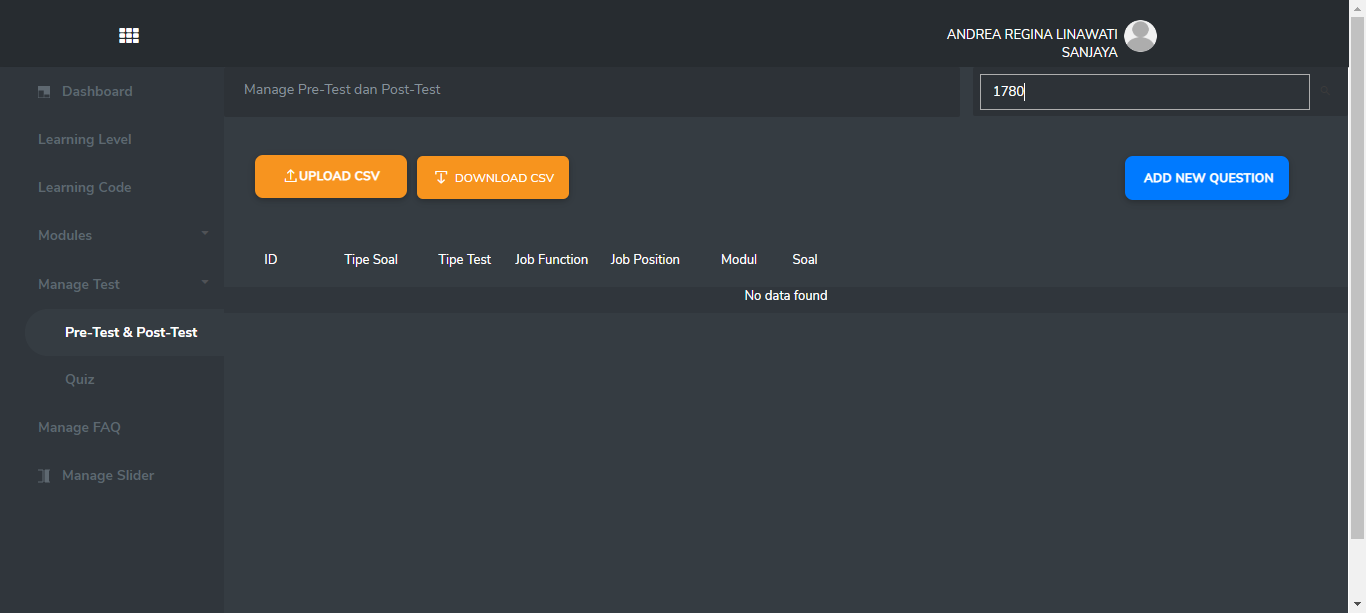 ANDREA REGINA LINAWATI
SANJAYA
Dashboard
Learning Level
Learning Code
Modules
Manage Test
Pre-Test & Post-Test
Quiz
Manage FAQ
Manage Slider
Manage Pre-Test dan Post-Test
1780
UPLOAD CSV
DOWNLOAD CSV
ADD NEW QUESTION
ID Tipe Soal Tipe Test Job Function Job Position Modul Soal
No data found